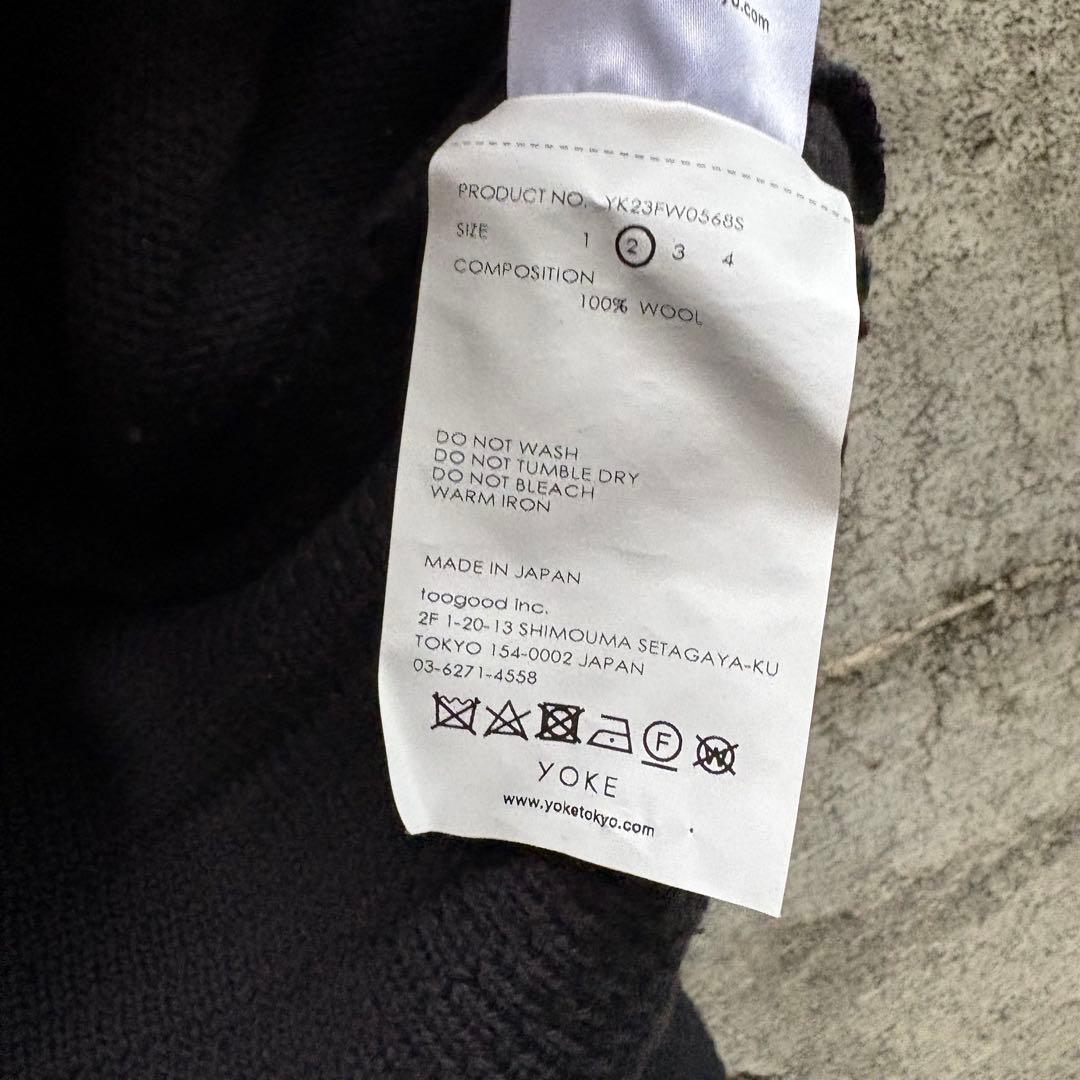 PRODUCT NO. YK23FW0568S
SIZE 1 2 3 4
COMPOSITION
100% WOOL
DO NOT WASH
DO NOT TUMBLE DRY
DO NOT BLEACH
WARM IRON
MADE IN JAPAN
toogood inc.
2F 1-20-13 SHIMOUMA SETAGAYA-KU
TOKYO 154-0002 JAPAN
03-6271-4558
F W
YOKE
www.yoketokyo.com